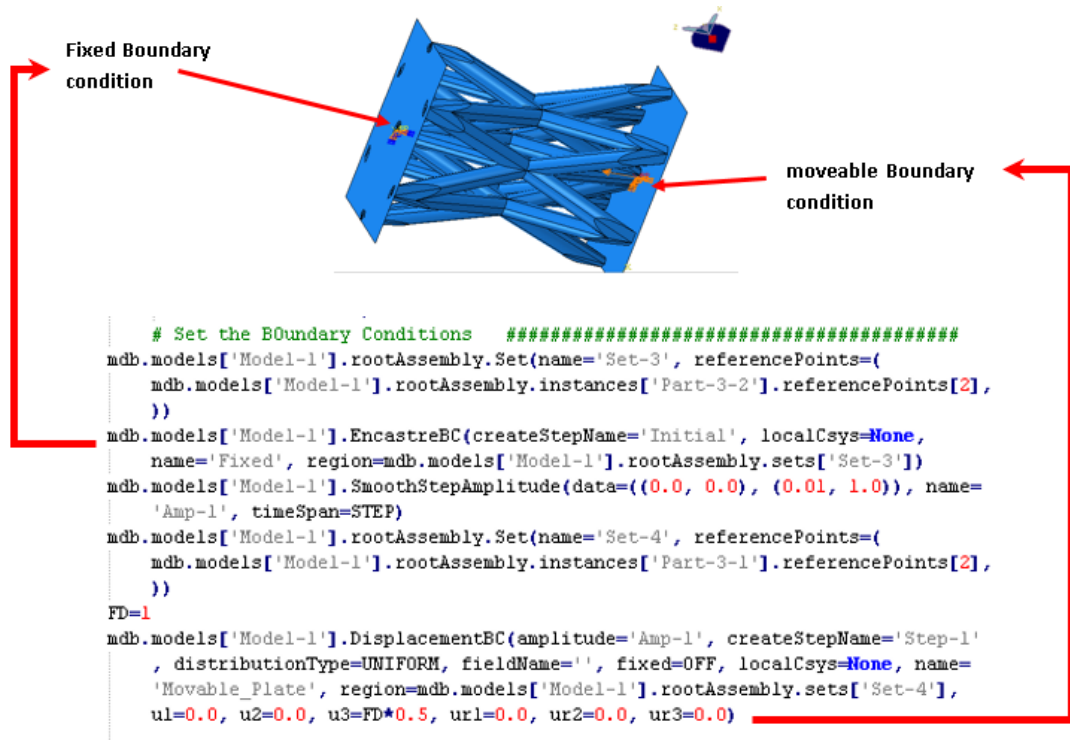 Fixed Boundary
condition
moveable Boundary
condition
# Set the BOundary Conditions ########################################
mdb.models['Model-1'].rootAssembly.Set(name='Set-3', referencePoints=(
mdb.models['Model-1'].rootAssembly.instances['Part-3-2'].referencePoints[2],
))
mdb.models['Model-1'].EncastreBC(createStepName='Initial', localCsys=None,
name='Fixed', region=mdb.models['Model-1'].rootAssembly.sets['Set-3'])
mdb.models['Model-1'].SmoothStepAmplitude(data=((0.0, 0.0), (0.01, 1.0)), name=
'Amp-1', timeSpan=STEP)
mdb.models['Model-1'].rootAssembly.Set(name='Set-4', referencePoints=(
mdb.models['Model-1'].rootAssembly.instances['Part-3-1'].referencePoints[2],
))
FD=1
mdb.models['Model-1'].DisplacementBC(amplitude='Amp-1', createStepName='Step-1'
, distributionType=UNIFORM, fieldName='', fixed=OFF, localCsys=None, name=
'Movable_Plate', region=mdb.models['Model-1'].rootAssembly.sets['Set-4'],
u1=0.0, u2=0.0, u3=FD*0.5, ur1=0.0, ur2=0.0, ur3=0.0)